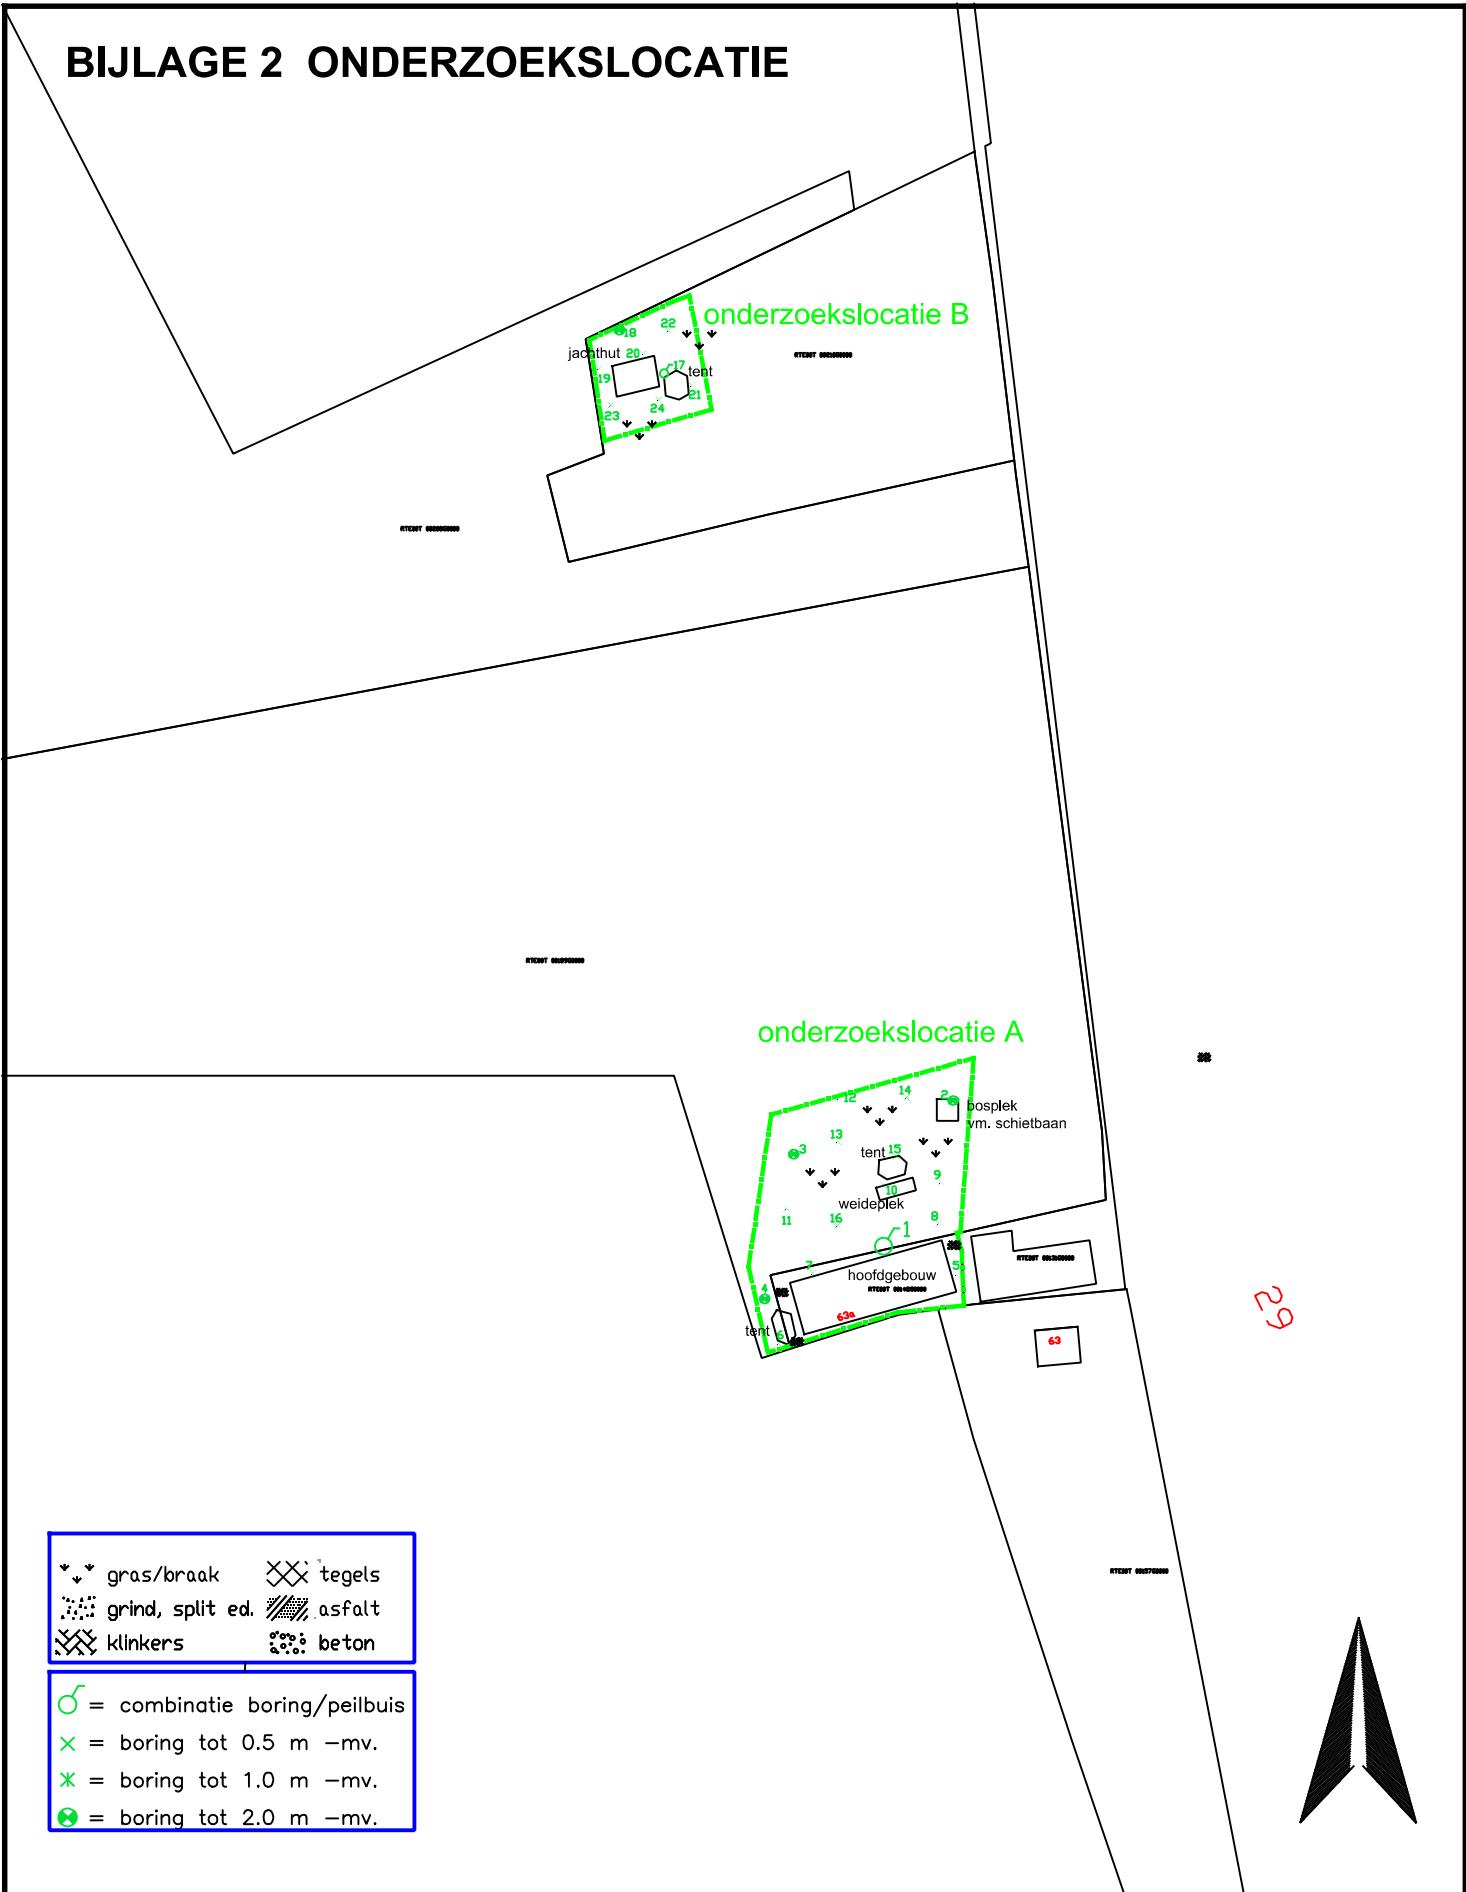 BIJLAGE 2 ONDERZOEKSLOCATIE
onderzoekslocatie B
22
18
jachthut
20
17
tent
19
21
24
23
onderzoekslocatie A
14
2
12
bosplek
vm. schietbaan
13
3
15
tent
9
10
weideplek
11
16
8
1
7
5
hoofdgebouw
4
63a
tent
6
63
29
gras/braak
tegels
grind, split ed.
asfalt
klinkers
beton
= combinatie boring/peilbuis
= boring tot 0.5 m -mv.
= boring tot 1.0 m -mv.
= boring tot 2.0 m -mv.